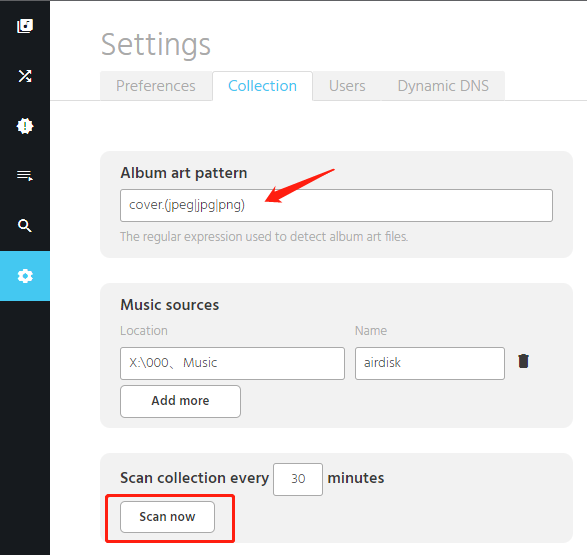 Settings
Preferences Collection Users Dynamic DNS
Album art pattern
cover.(jpeg|jpg|png)
The regular expression used to detect album art files.
Music sources
Location Name
X:\000、Music airdisk
Add more
Scan collection every 30 minutes
Scan now